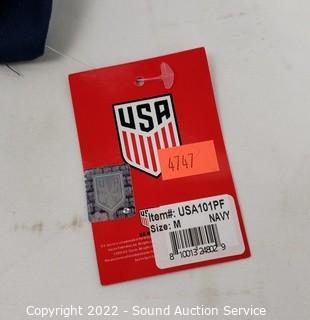 USA
4747
Item#: USA101PF
Size: M NAVY
8 10013 24802 9
Copyright 2022 - Sound Auction Service